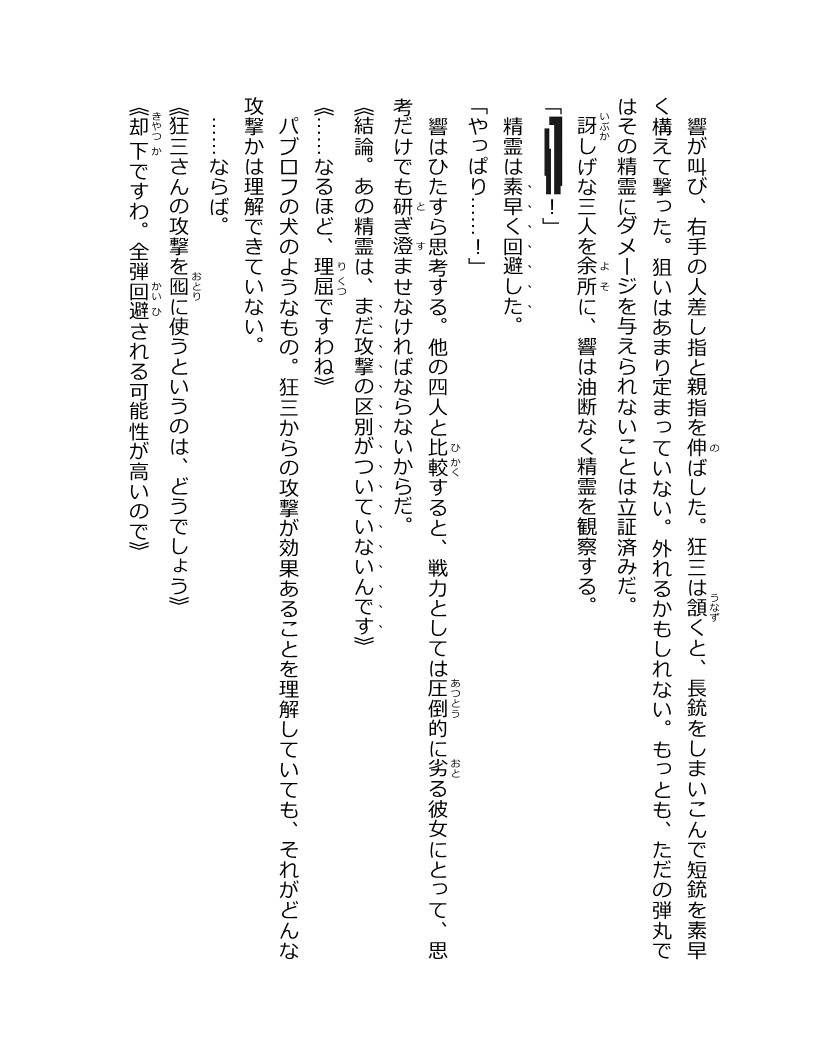 響が叫び、右手の人差し指と親指を伸ばした。狂三は頷くと、長銃をしまいこんで短銃を素早
く構えて撃った。狙いはあまり定まっていない。外れるかもしれない。もっとも、ただの弾丸で
はその精霊にダメージを与えられないことは立証済みだ。
訝しげな三人を余所に、響は油断なく精霊を観察する。
「！」
精霊は素早く回避した。
「やっぱり……！」
響はひたすら思考する。他の四人と比較すると、戦力としては圧倒的に劣る彼女にとって、思
考だけでも研ぎ澄ませなければならないからだ。
《結論。あの精霊は、まだ攻撃の区別がついていないんです》
《……なるほど、理屈ですわね》
パブロフの犬のようなもの。狂三からの攻撃が効果あることを理解していても、それがどんな
攻撃かは理解できていない。
……ならば。
《狂三さんの攻撃を囮に使うというのは、どうでしょう》
《却下ですわ。全弾回避される可能性が高いので》